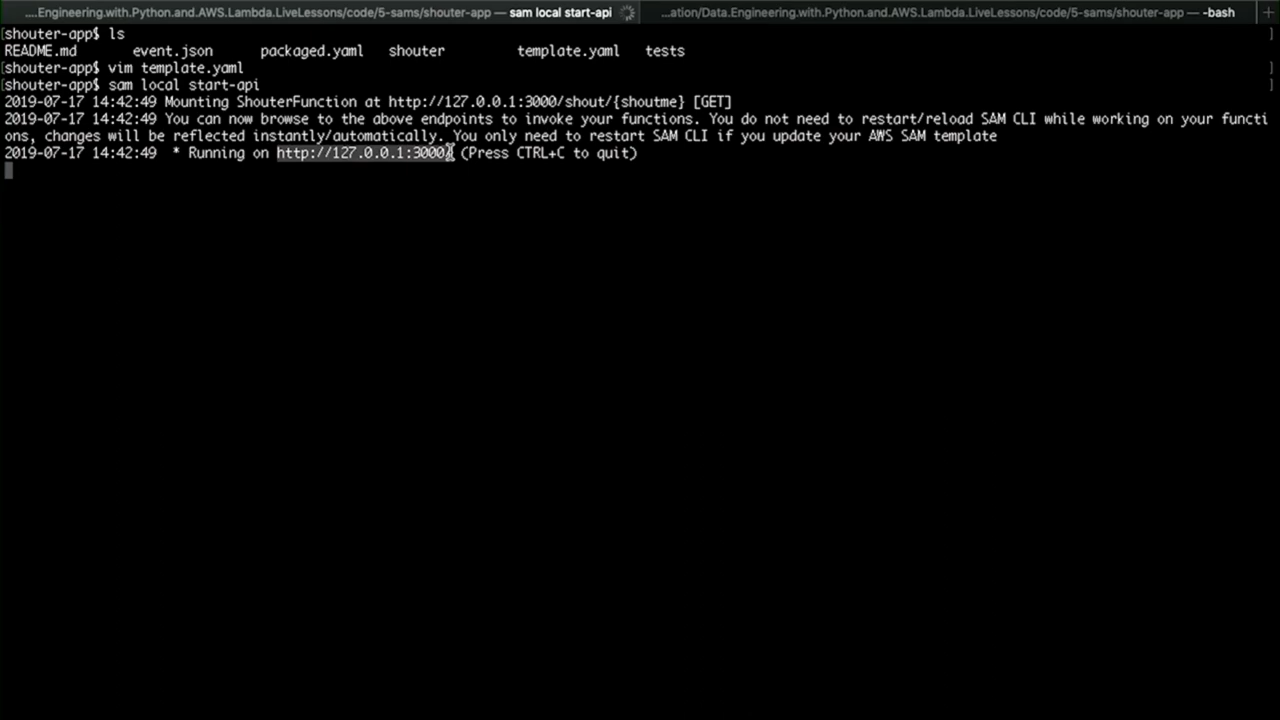 ....Engineering.with.Python.and.AWS.Lambda.LiveLessons/code/5-sams/shouter-app — sam local start-api
...ation/Data.Engineering.with.Python.and.AWS.Lambda.LiveLessons/code/5-sams/shouter-app — -bash
[shouter-app$ ls ]
README.md event.json packaged.yaml shouter template.yaml tests
[shouter-app$ vim template.yaml ]
[shouter-app$ sam local start-api
2019-07-17 14:42:49 Mounting ShouterFunction at http://127.0.0.1:3000/shout/{shoutme} [GET]
2019-07-17 14:42:49 You can now browse to the above endpoints to invoke your functions. You do not need to restart/reload SAM CLI while working on your functi
ons, changes will be reflected instantly/automatically. You only need to restart SAM CLI if you update your AWS SAM template
2019-07-17 14:42:49 * Running on http://127.0.0.1:3000/ (Press CTRL+C to quit)